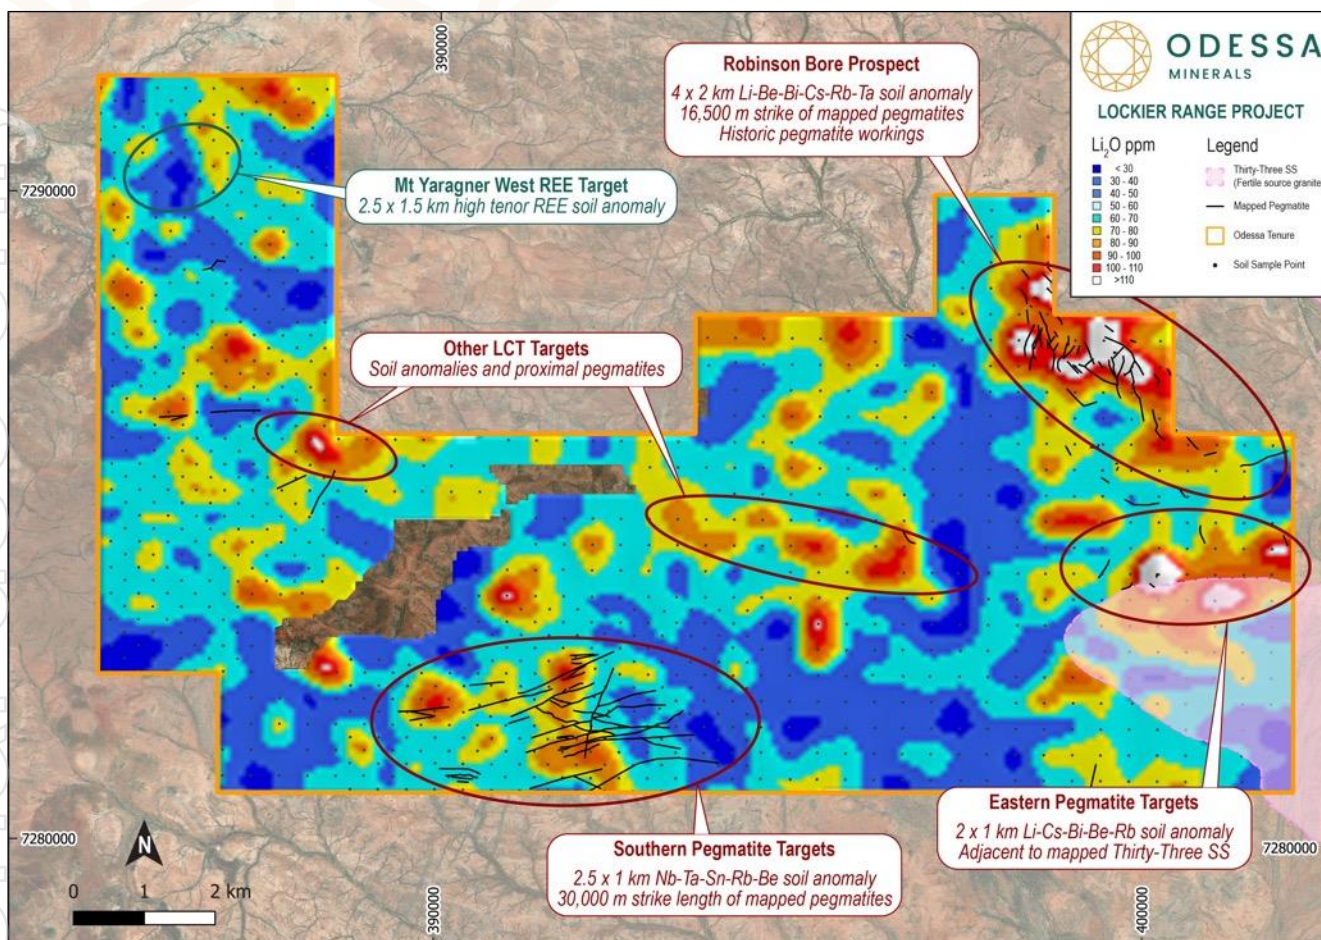 390000
ODESSA
MINERALS
LOCKIER RANGE PROJECT
Li2O ppm
< 30
30 - 40
40 - 50
50 - 60
60 - 70
70 - 80
80 - 90
90 - 100
100 - 110
>110
Legend
Thirty-Three SS
(Fertile source granite
Mapped Pegmatite
Odessa Tenure
Soil Sample Point
Robinson Bore Prospect
4 x 2 km Li-Be-Bi-Cs-Rb-Ta soil anomaly
16,500 m strike of mapped pegmatites
Historic pegmatite workings
7290000
Mt Yaragner West REE Target
2.5 x 1.5 km high tenor REE soil anomaly
Other LCT Targets
Soil anomalies and proximal pegmatites
Eastern Pegmatite Targets
2 x 1 km Li-Cs-Bi-Be-Rb soil anomaly
Adjacent to mapped Thirty-Three SS
Southern Pegmatite Targets
2.5 x 1 km Nb-Ta-Sn-Rb-Be soil anomaly
30,000 m strike length of mapped pegmatites
7280000
7280000
N
0 1 2 km
390000
400000